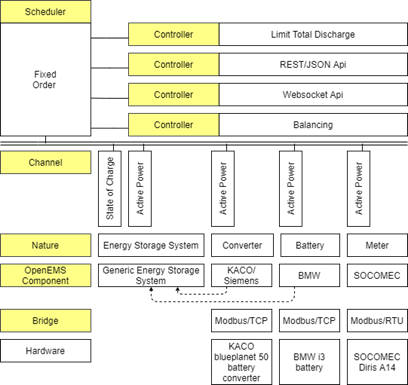 Scheduler
Fixed
Order
Controller Limit Total Discharge
Controller REST/JSON Api
Controller Websocket Api
Controller Balancing
Channel
State of Charge
Active Power
Active Power
Active Power
Active Power
Nature Energy Storage System Converter Battery Meter
OpenEMS
Component
Generic Energy Storage
System
KACO/
Siemens
BMW
SOCOMEC
Bridge Modbus/TCP Modbus/TCP Modbus/RTU
Hardware
KACO
blueplanet 50
battery
converter
BMW i3
battery
SOCOMEC
Diris A14